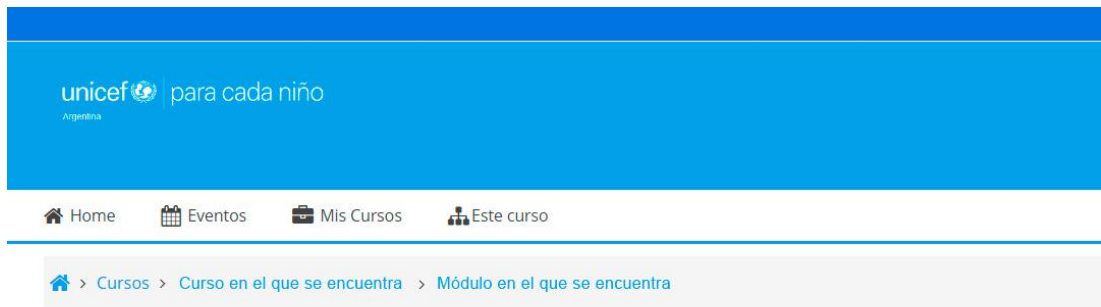 unicef para cada niño
Argentina
Home Eventos Mis Cursos Este curso
> Cursos > Curso en el que se encuentra > Módulo en el que se encuentra